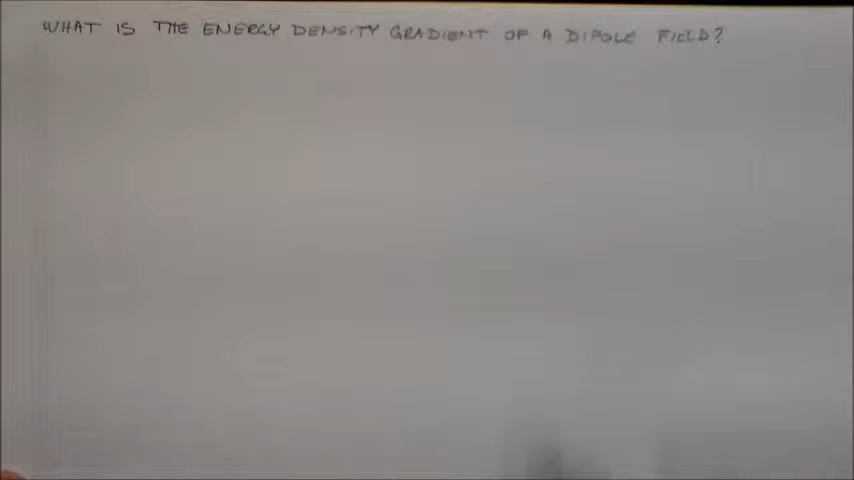 WHAT IS THE ENERGY DENSITY GRADIENT OF A DIPOLE FIELD?